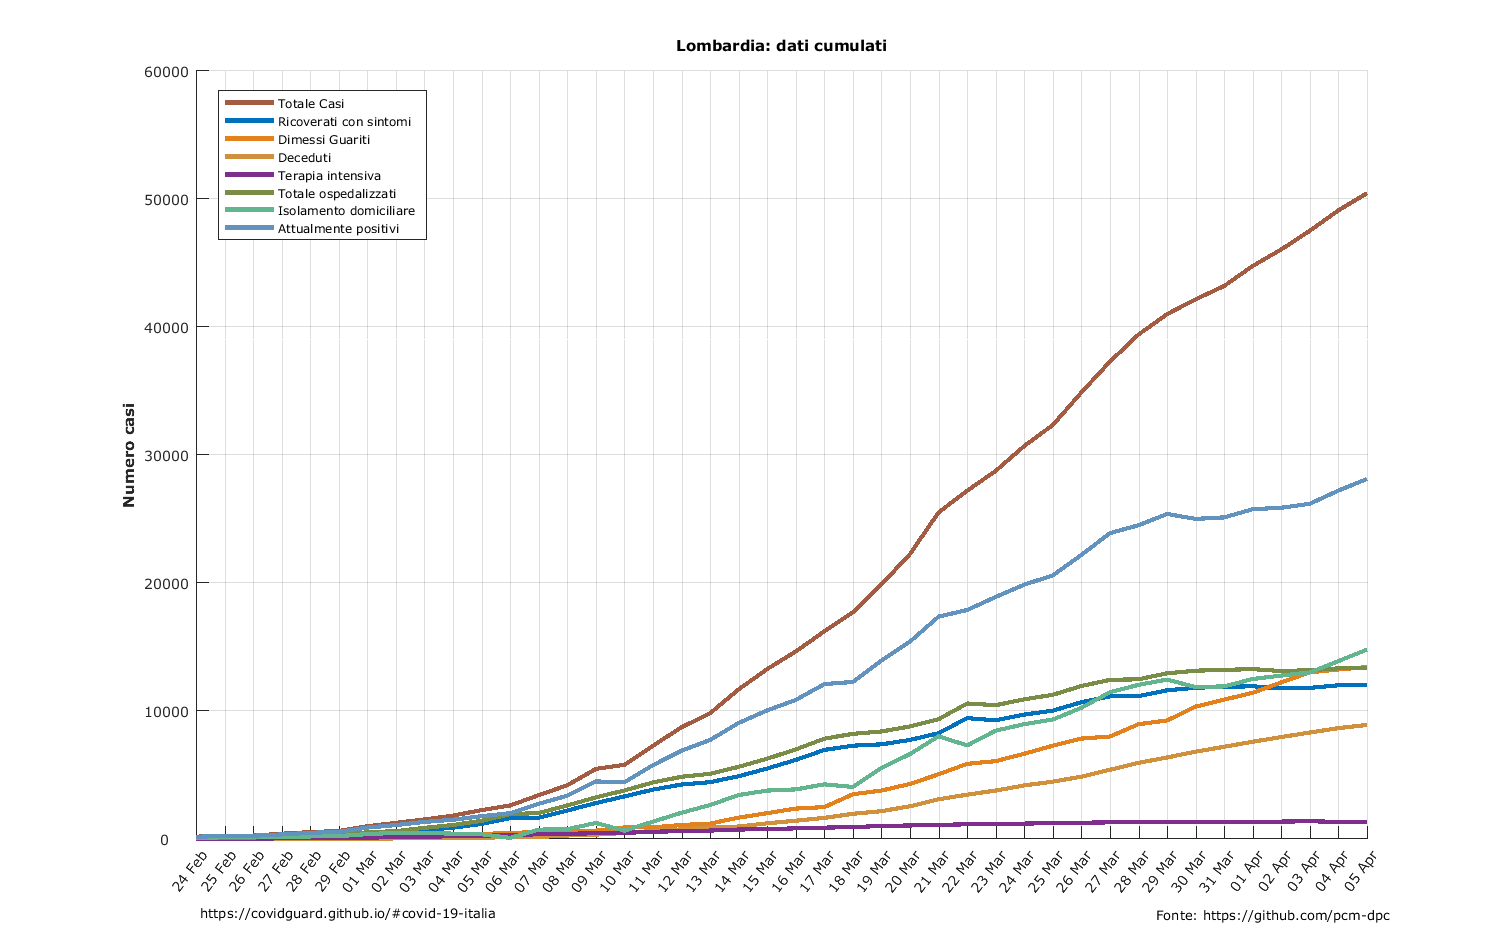 Lombardia: dati cumulati
60000
50000
40000
30000
20000
10000
0
Numero casi
Totale Casi
Ricoverati con sintomi
Dimessi Guariti
Deceduti
Terapia intensiva
Totale ospedalizzati
Isolamento domiciliare
Attualmente positivi
24 Feb
25 Feb
26 Feb
27 Feb
28 Feb
29 Feb
01 Mar
02 Mar
03 Mar
04 Mar
05 Mar
06 Mar
07 Mar
08 Mar
09 Mar
10 Mar
11 Mar
12 Mar
13 Mar
14 Mar
15 Mar
16 Mar
17 Mar
18 Mar
19 Mar
20 Mar
21 Mar
22 Mar
23 Mar
24 Mar
25 Mar
26 Mar
27 Mar
28 Mar
29 Mar
30 Mar
31 Mar
01 Apr
02 Apr
03 Apr
04 Apr
05 Apr
https://covidguard.github.io/#covid-19-italia
Fonte: https://github.com/pcm-dpc